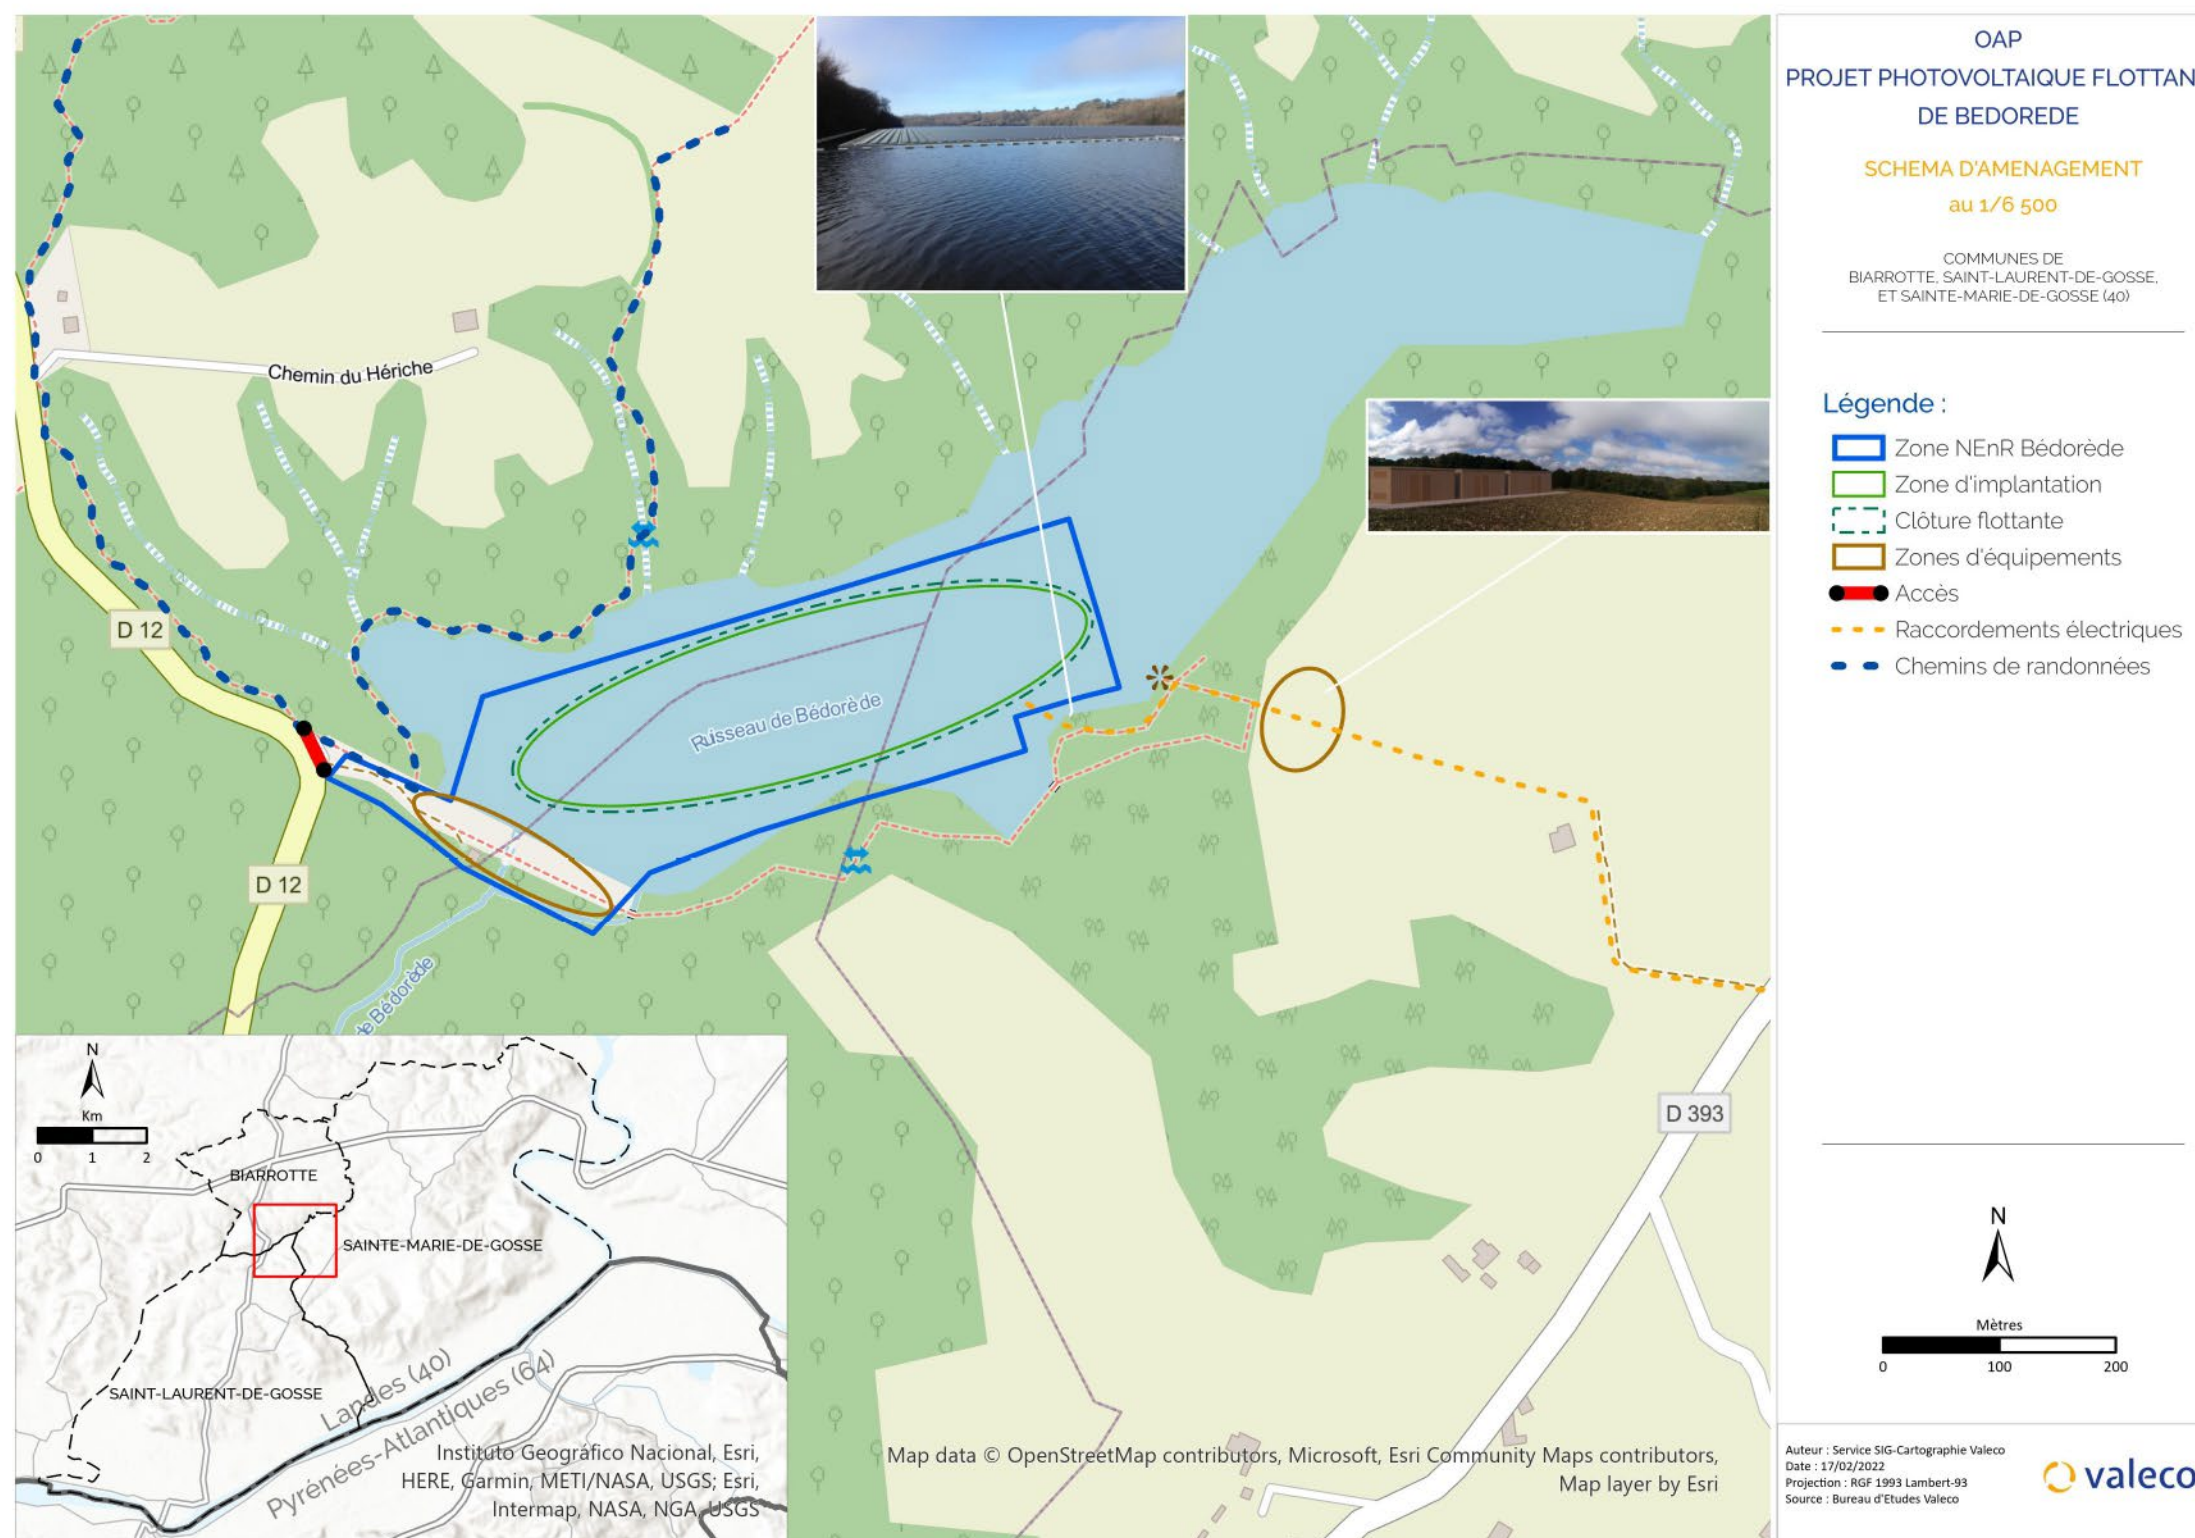 OAP
PROJET PHOTOVOLTAIQUE FLOTTAN
DE BEDOREDE
SCHEMA D'AMENAGEMENT
au 1/6 500
COMMUNES DE
BIARROTTE, SAINT-LAURENT-DE-GOSSE,
ET SAINTE-MARIE-DE-GOSSE (40)
Légende :
Zone NEnR Bédorède
Zone d'implantation
Clôture flottante
Zones d'équipements
Accès
Raccordements électriques
Chemins de randonnées
N
Mètres
0 100 200
Auteur : Service SIG-Cartographie Valeco
Date : 17/02/2022
Projection : RGF 1993 Lambert-93
Source : Bureau d'Etudes Valeco
valeco
Chemin du Hériche
D 12
D 12
Ruisseau de Bédorède
de Bédorède
D 393
N
Km
0 1 2
BIARROTTE
SAINTE-MARIE-DE-GOSSE
SAINT-LAURENT-DE-GOSSE
Landes (40)
Pyrénées-Atlantiques (64)
Instituto Geográfico Nacional, Esri,
HERE, Garmin, METI/NASA, USGS; Esri,
Intermap, NASA, NGA, USGS
Map data © OpenStreetMap contributors, Microsoft, Esri Community Maps contributors,
Map layer by Esri